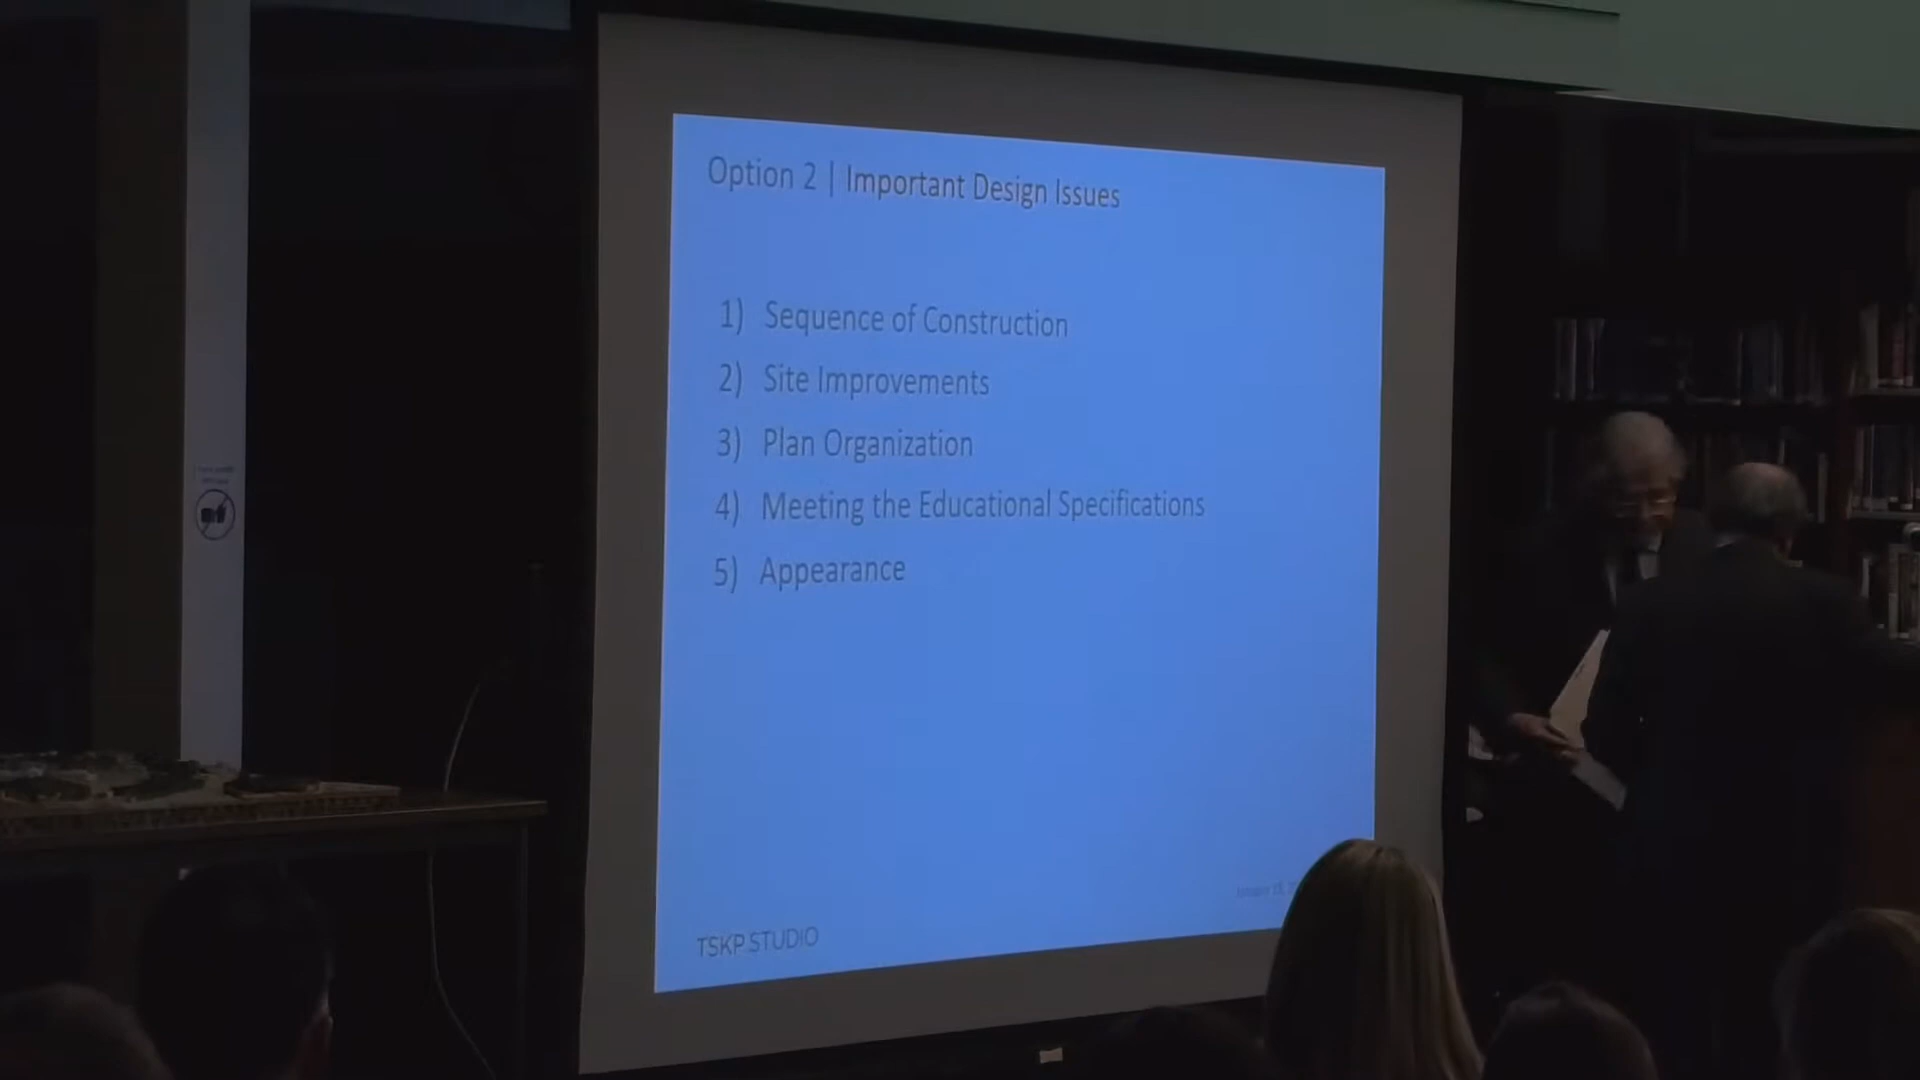 Option 2 | Important Design Issues
1) Sequence of Construction
2) Site Improvements
3) Plan Organization
4) Meeting the Educational Specifications
5) Appearance
TSKP STUDIO